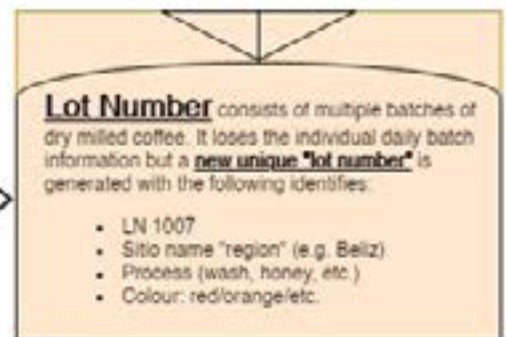 Lot Number consists of multiple batches of
dry milled coffee. It loses the individual daily batch
information but a new unique "lot number" is
generated with the following identifies:
• LN 1007
• Sitio name "region" (e.g. Beliz)
• Process (wash, honey, etc.)
• Colour: red/orange/etc.